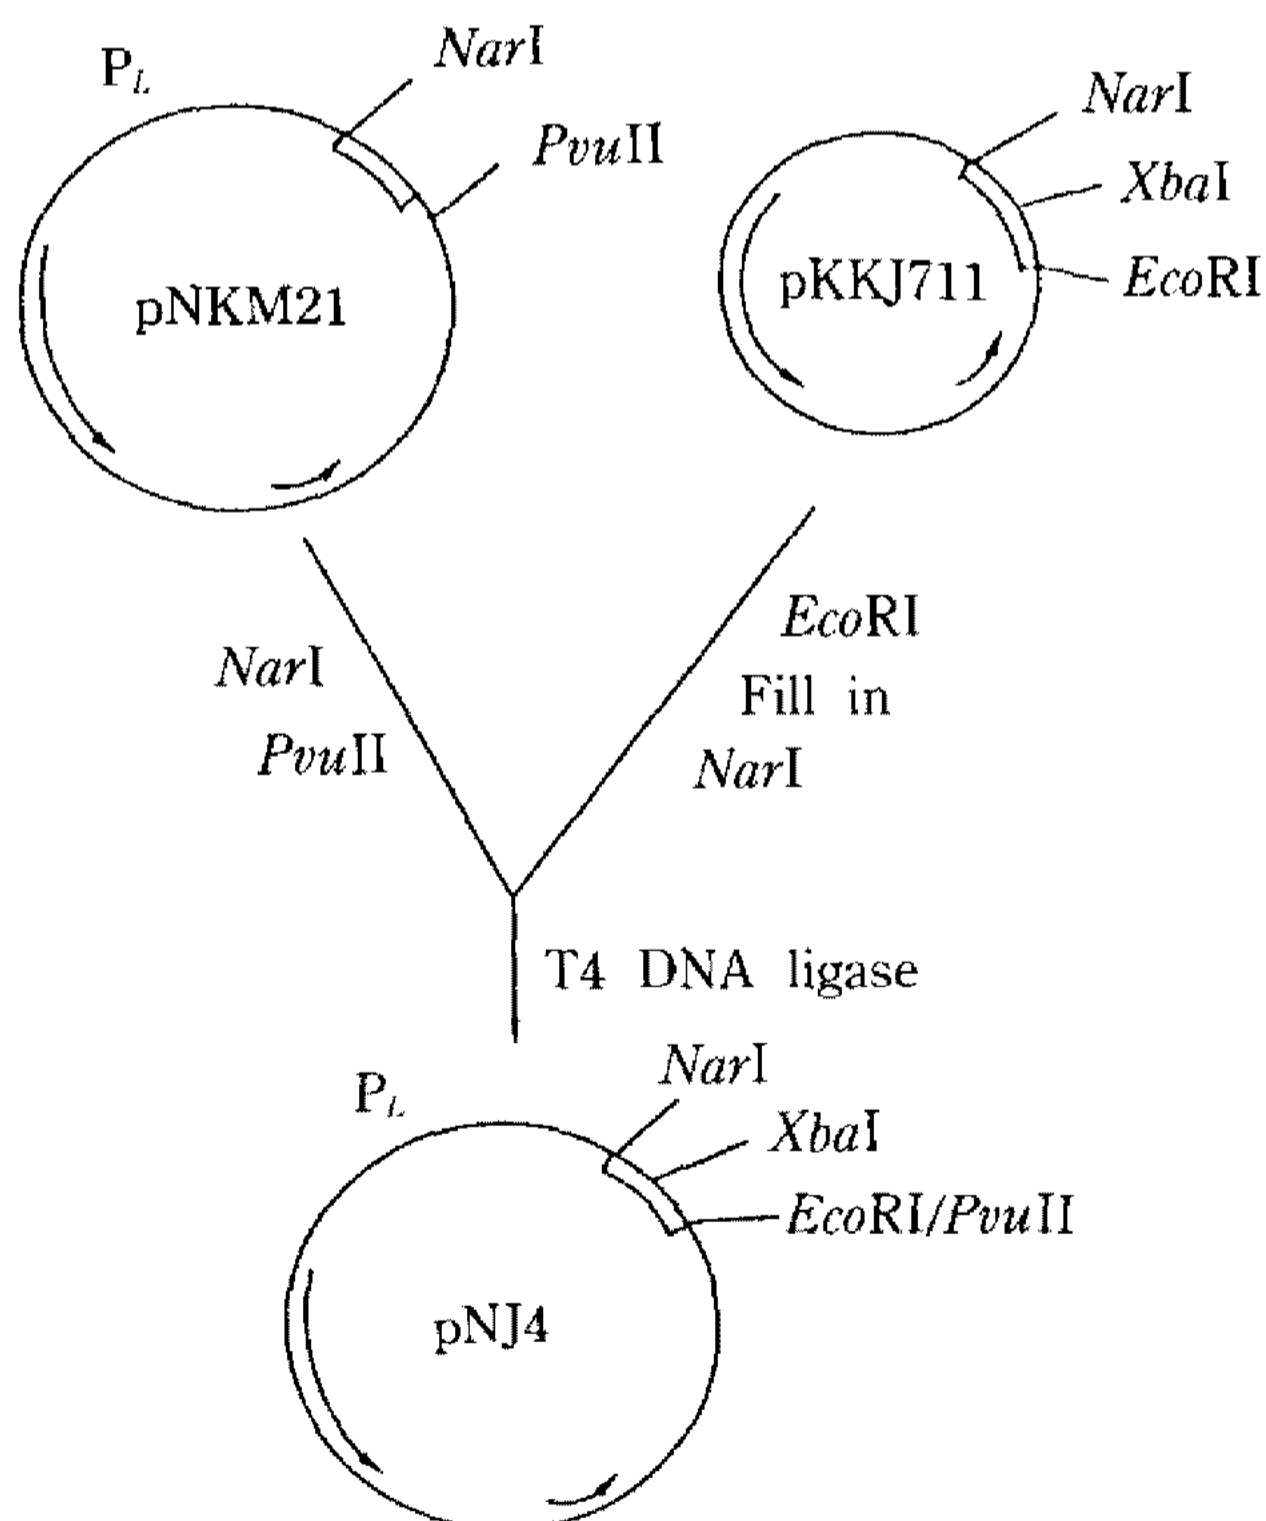 P_L
NarI
PvuII
pNKM21
NarI
XbaI
EcoRI
pKKJ711
NarI
PvuII
EcoRI
Fill in
NarI
T4 DNA ligase
P_L
NarI
XbaI
EcoRI/PvuII
pNJ4